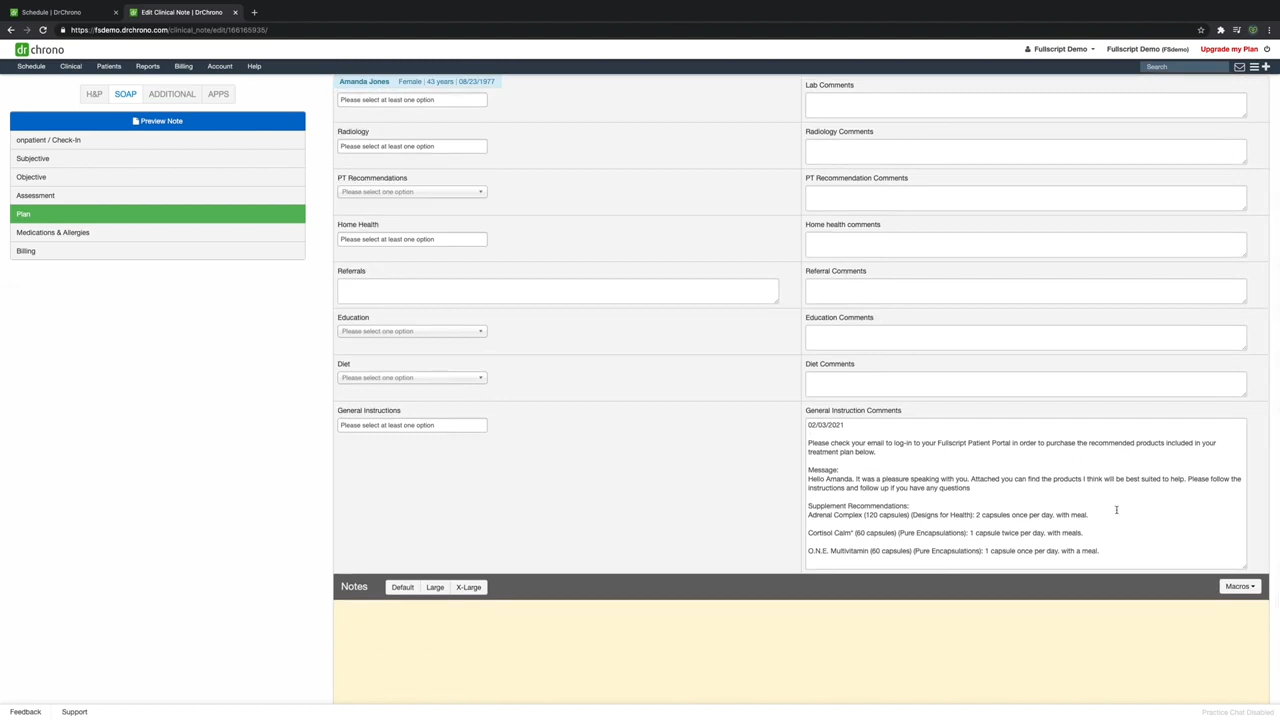 Schedule | DrChrono
Edit Clinical Note | DrChrono
https://fsdemo.drchrono.com/clinical_note/edit/166165935/
dr chrono
Fullscript Demo
Fullscript Demo (FSdemo)
Upgrade my Plan
Schedule Clinical Patients Reports Billing Account Help
Search
H&P SOAP ADDITIONAL APPS
Preview Note
onpatient / Check-In
Subjective
Objective
Assessment
Plan
Medications & Allergies
Billing
Amanda Jones Female | 43 years | 08/23/1977
Please select at least one option
Lab Comments
Radiology
Please select at least one option
Radiology Comments
PT Recommendations
Please select one option
PT Recommendation Comments
Home Health
Please select at least one option
Home health comments
Referrals
Referral Comments
Education
Please select one option
Education Comments
Diet
Please select one option
Diet Comments
General Instructions
Please select at least one option
General Instruction Comments
02/03/2021
Please check your email to log-in to your Fullscript Patient Portal in order to purchase the recommended products included in your
treatment plan below.
Message:
Hello Amanda. It was a pleasure speaking with you. Attached you can find the products I think will be best suited to help. Please follow the
instructions and follow up if you have any questions
Supplement Recommendations:
Adrenal Complex (120 capsules) (Designs for Health): 2 capsules once per day. with meal.
Cortisol Calm* (60 capsules) (Pure Encapsulations): 1 capsule twice per day. with meals.
O.N.E. Multivitamin (60 capsules) (Pure Encapsulations): 1 capsule once per day. with a meal.
Notes Default Large X-Large
Macros
Feedback Support
Practice Chat Disabled